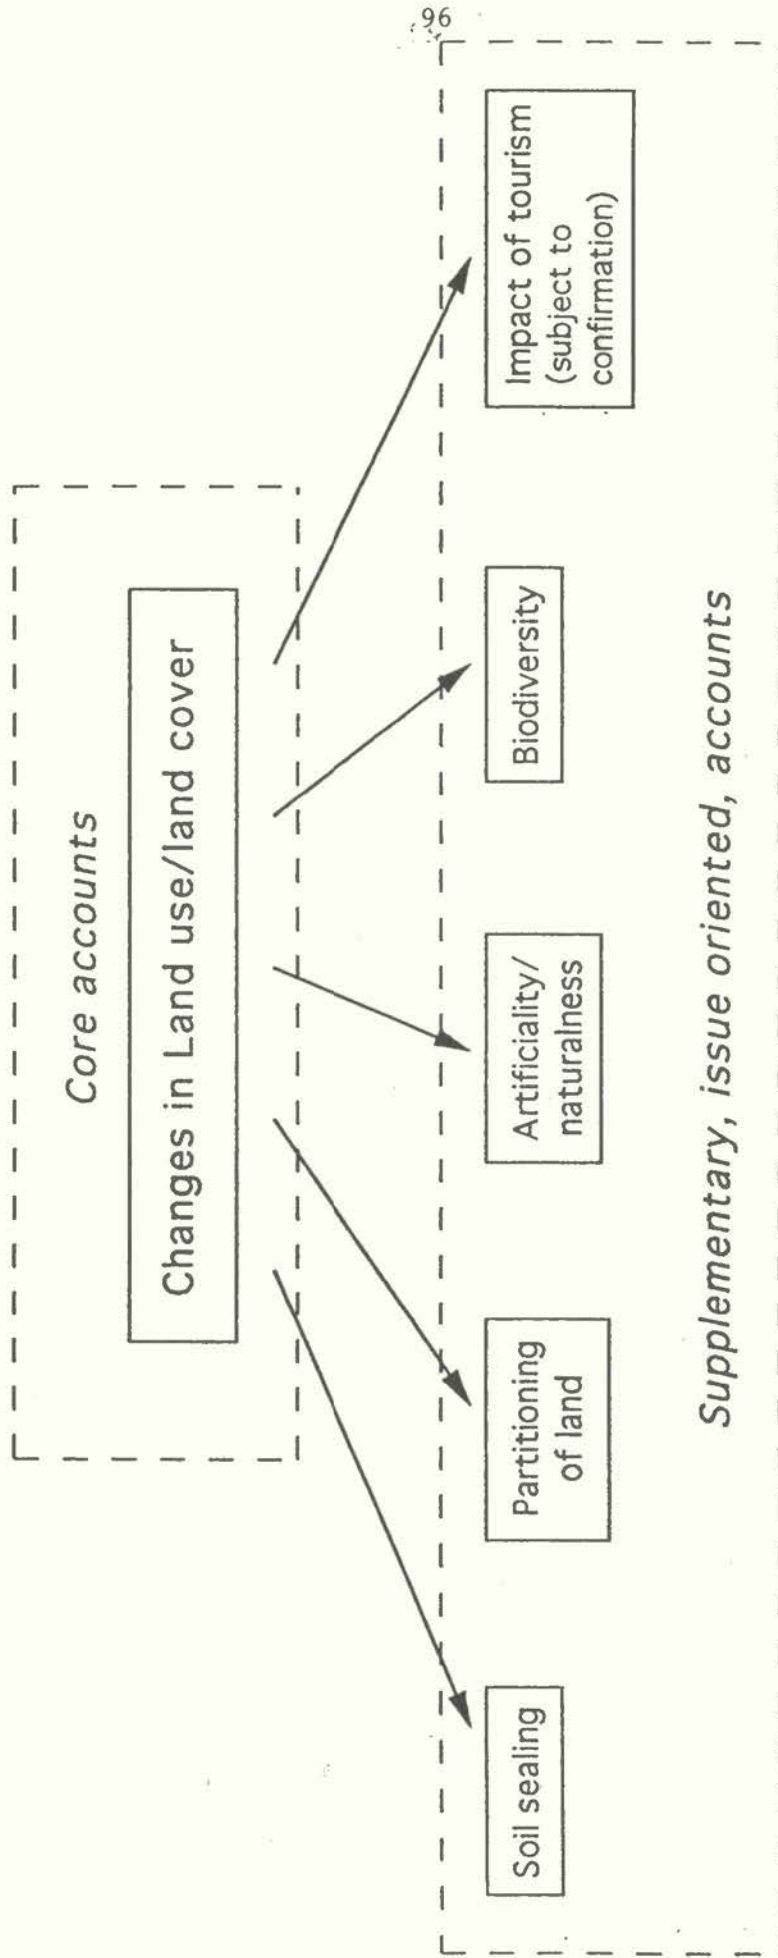 96
Core accounts
Changes in Land use/land cover
Soil sealing
Partitioning
of land
Artificiality/
naturalness
Biodiversity
Impact of tourism
(subject to
confirmation)
Supplementary, issue oriented, accounts